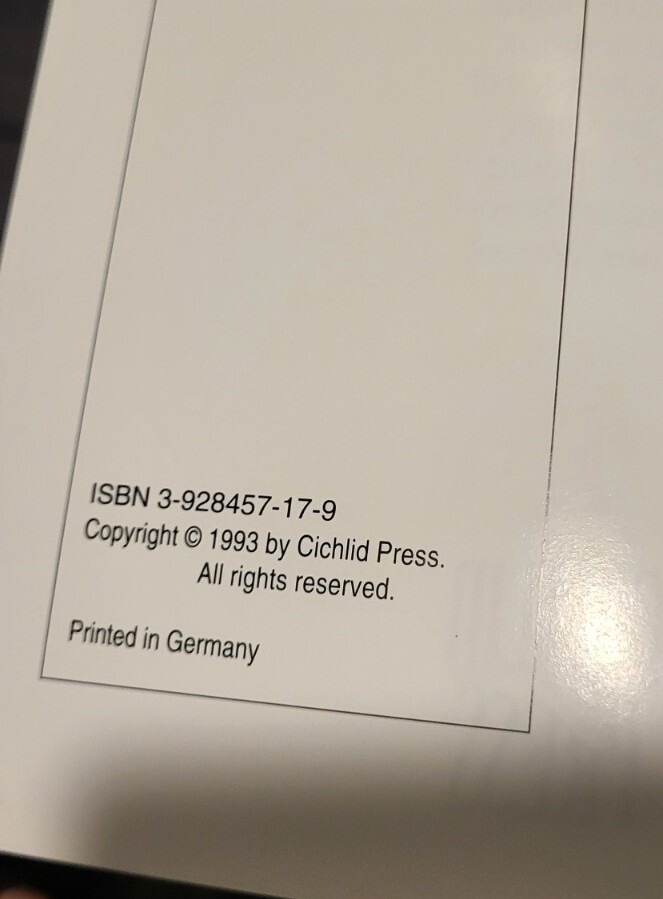 ISBN 3-928457-17-9
Copyright © 1993 by Cichlid Press.
All rights reserved.
Printed in Germany